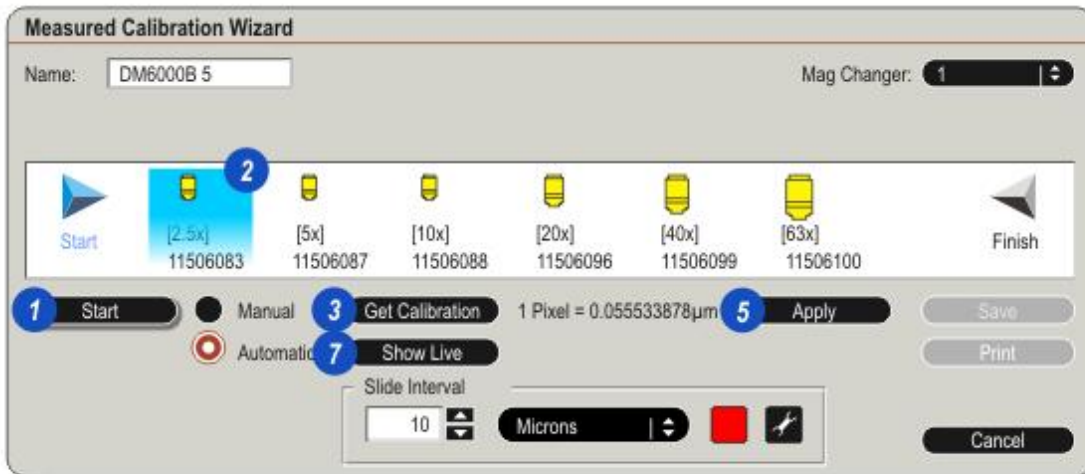 Measured Calibration Wizard
Name: DM6000B 5 Mag Changer: 1
2
Start [2.5x] [5x] [10x] [20x] [40x] [63x] Finish
11506083 11506087 11506088 11506096 11506099 11506100
1 Start Manual 3 Get Calibration 1 Pixel = 0.055533878µm 5 Apply Save
Automatic 7 Show Live Print
Slide Interval
10 Microns
Cancel